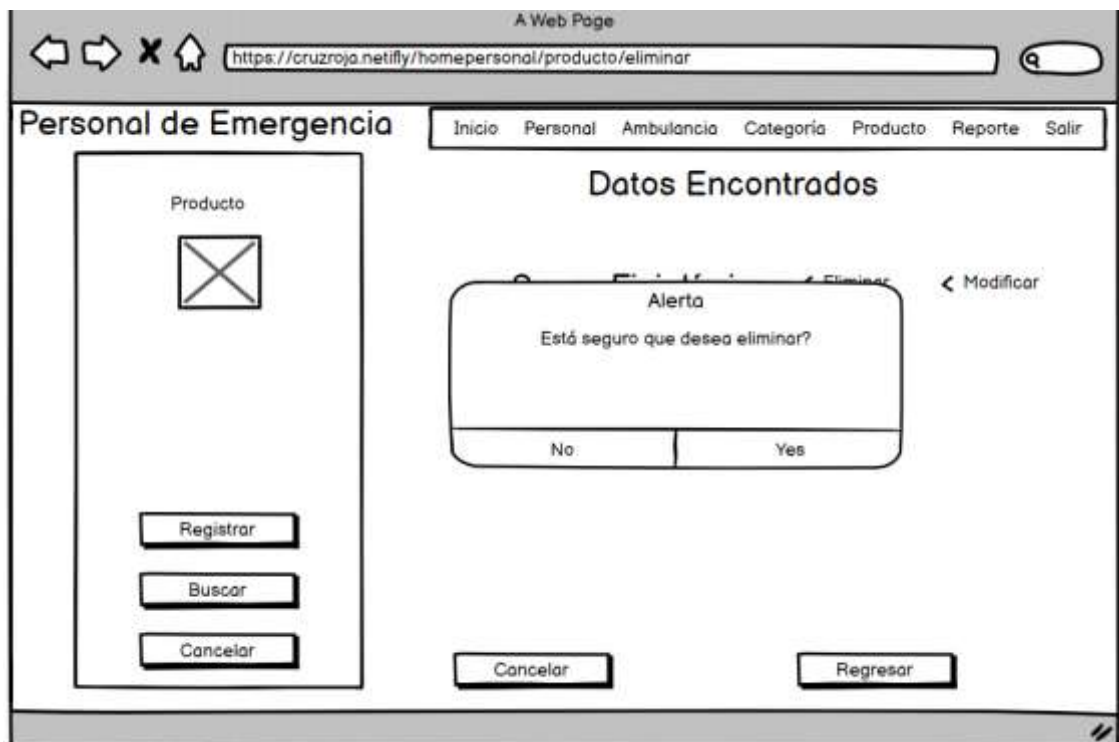 A Web Page
https://cruzroja.netifly/homepersonal/producto/eliminar
Personal de Emergencia
Inicio Personal Ambulancia Categoría Producto Reporte Salir
Producto
Registrar
Buscar
Cancelar
Datos Encontrados
Eliminar Modificar
Alerta
Está seguro que desea eliminar?
No Yes
Cancelar Regresar